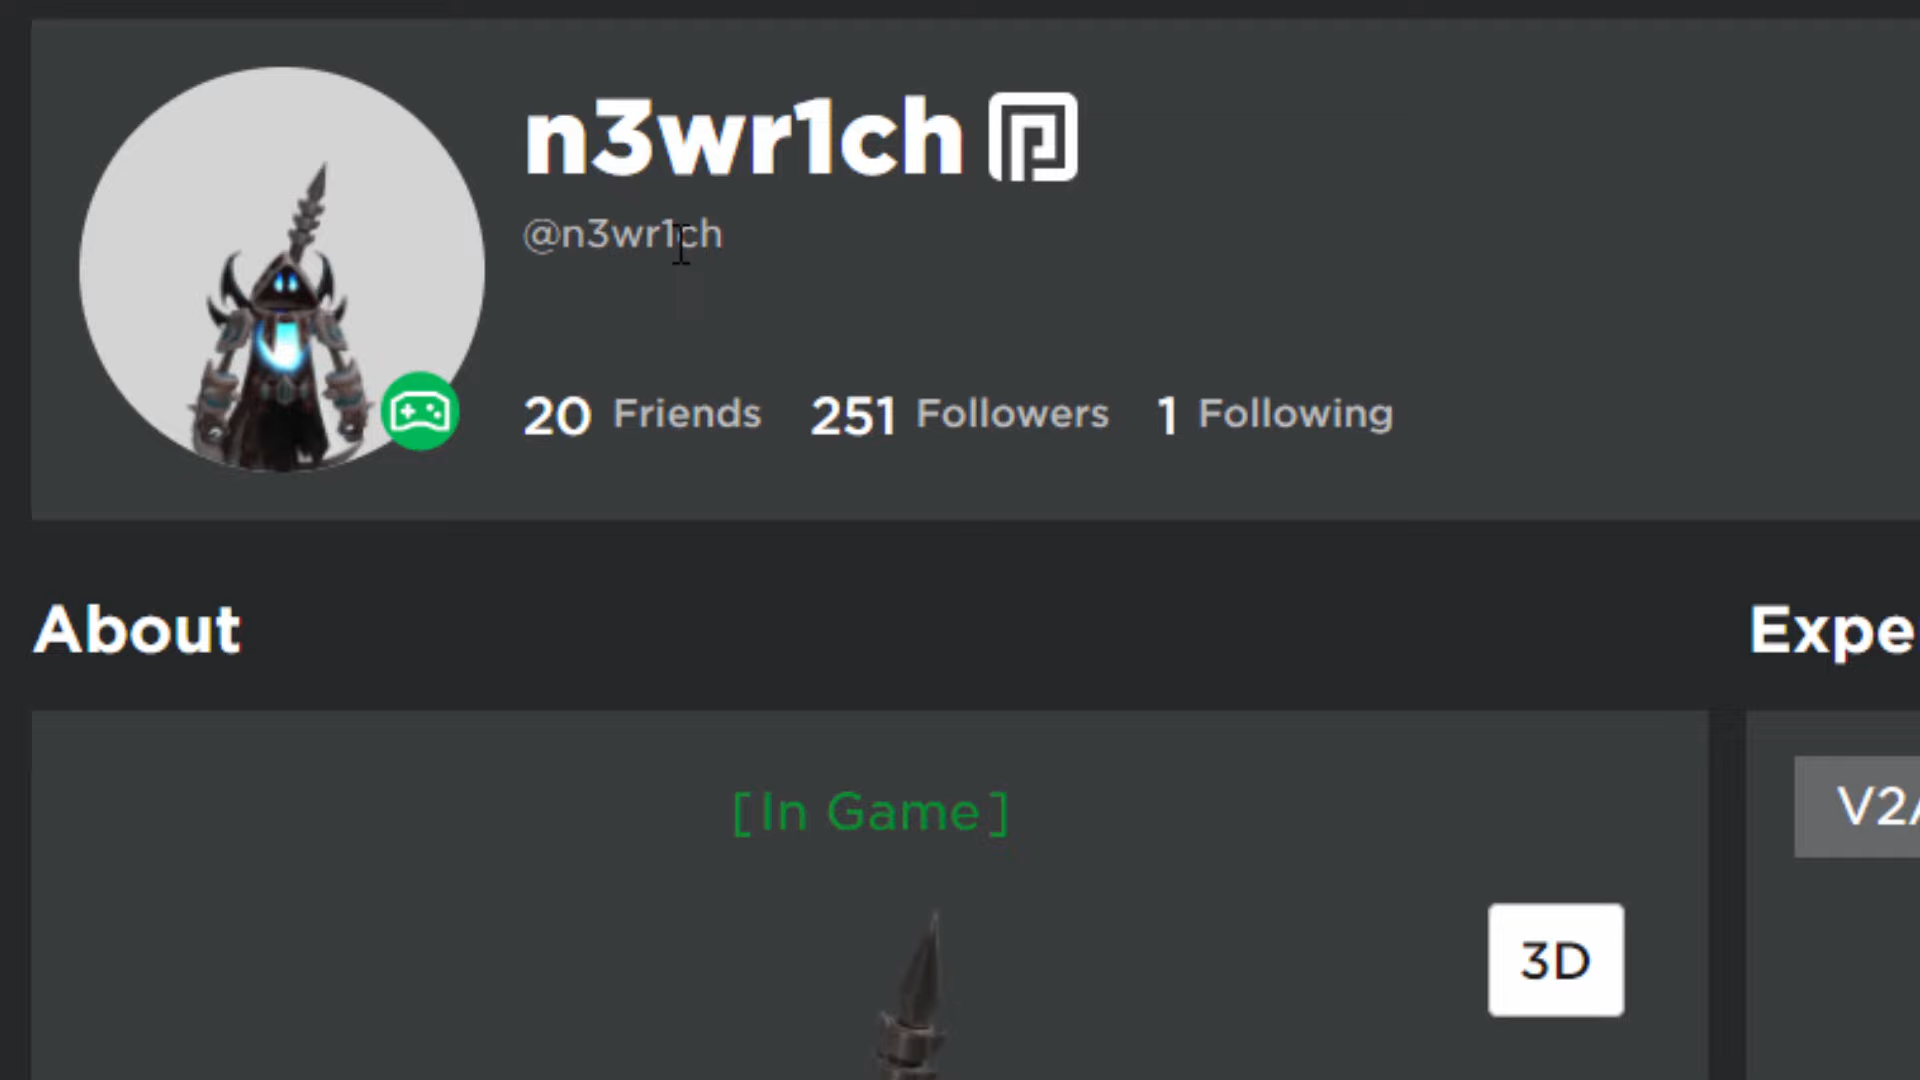 n3wr1ch
@n3wr1ch
20 Friends 251 Followers 1 Following
About
Expe
[In Game]
V2
3D